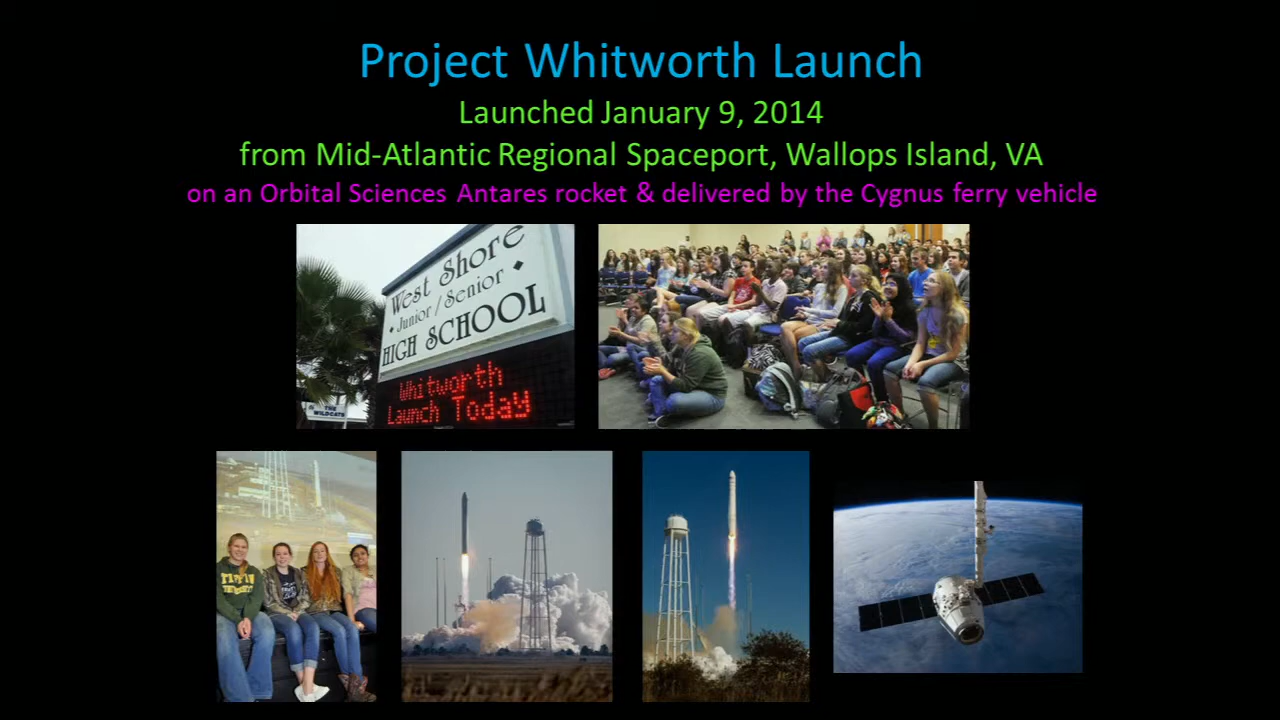 Project Whitworth Launch
Launched January 9, 2014
from Mid-Atlantic Regional Spaceport, Wallops Island, VA
on an Orbital Sciences Antares rocket & delivered by the Cygnus ferry vehicle
West Shore
Junior / Senior
HIGH SCHOOL
Whitworth
Launch Today
THE
WILDCATS